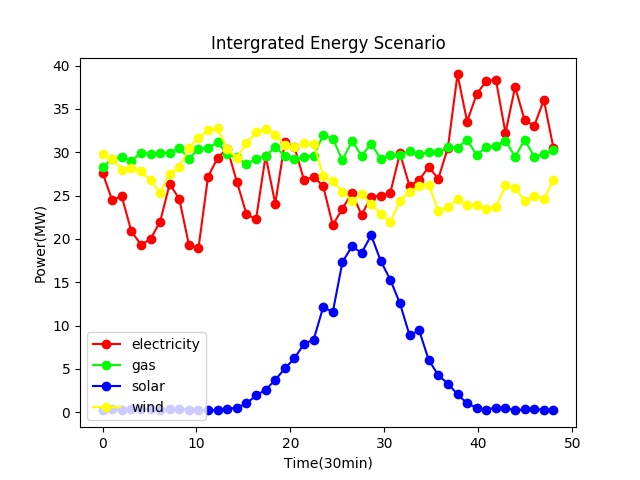 Intergrated Energy Scenario
40
35
30
25
20
15
10
5
0
Power(MW)
electricity
gas
solar
wind
0 10 20 30 40 50
Time(30min)